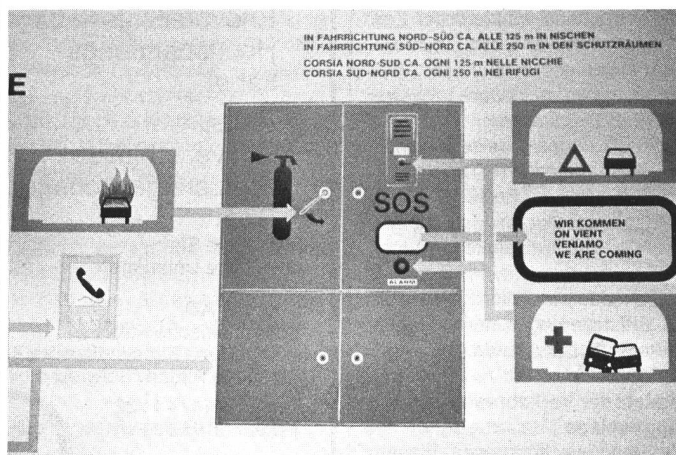 IN FAHRRICHTUNG NORD-SÜD CA. ALLE 125 m IN NISCHEN
IN FAHRRICHTUNG SÜD-NORD CA. ALLE 250 m IN DEN SCHUTZRÄUMEN
CORSIA NORD-SUD CA. OGNI 125 m NELLE NICCHIE
CORSIA SUD-NORD CA. OGNI 250 m NEI RIFUGI
E
SOS
WIR KOMMEN
ON VIENT
VENIAMO
WE ARE COMING
ALARM